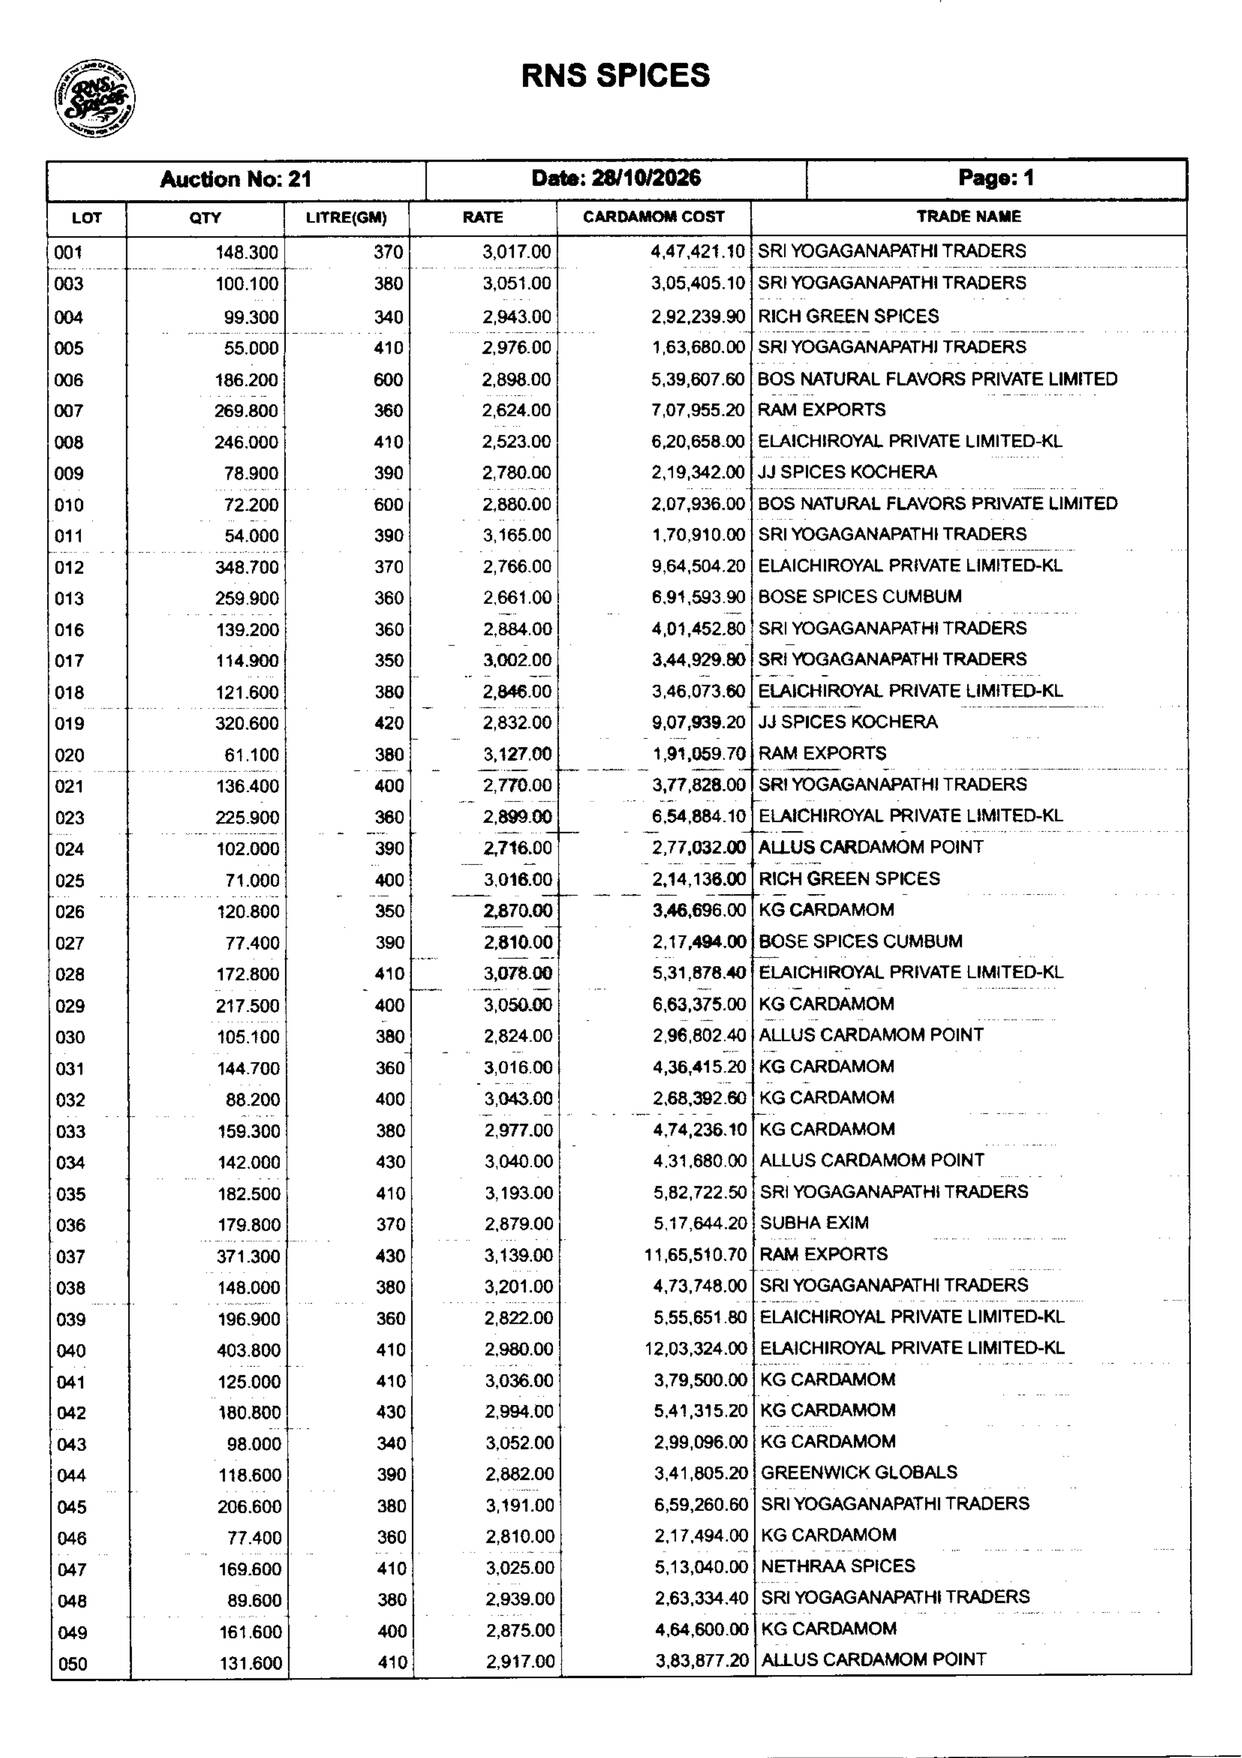 RNS SPICES
RNS Spices
Auction No: 21 Date: 28/10/2026 Page: 1
LOT QTY LITRE(GM) RATE CARDAMOM COST TRADE NAME
001 148.300 370 3,017.00 4,47,421.10 SRI YOGAGANAPATHI TRADERS
003 100.100 380 3,051.00 3,05,405.10 SRI YOGAGANAPATHI TRADERS
004 99.300 340 2,943.00 2,92,239.90 RICH GREEN SPICES
005 55.000 410 2,976.00 1,63,680.00 SRI YOGAGANAPATHI TRADERS
006 186.200 600 2,898.00 5,39,607.60 BOS NATURAL FLAVORS PRIVATE LIMITED
007 269.800 360 2,624.00 7,07,955.20 RAM EXPORTS
008 246.000 410 2,523.00 6,20,658.00 ELAICHIROYAL PRIVATE LIMITED-KL
009 78.900 390 2,780.00 2,19,342.00 JJ SPICES KOCHERA
010 72.200 600 2,880.00 2,07,936.00 BOS NATURAL FLAVORS PRIVATE LIMITED
011 54.000 390 3,165.00 1,70,910.00 SRI YOGAGANAPATHI TRADERS
012 348.700 370 2,766.00 9,64,504.20 ELAICHIROYAL PRIVATE LIMITED-KL
013 259.900 360 2,661.00 6,91,593.90 BOSE SPICES CUMBUM
016 139.200 360 2,884.00 4,01,452.80 SRI YOGAGANAPATHI TRADERS
017 114.900 350 3,002.00 3,44,929.80 SRI YOGAGANAPATHI TRADERS
018 121.600 380 2,846.00 3,46,073.60 ELAICHIROYAL PRIVATE LIMITED-KL
019 320.600 420 2,832.00 9,07,939.20 JJ SPICES KOCHERA
020 61.100 380 3,127.00 1,91,059.70 RAM EXPORTS
021 136.400 400 2,770.00 3,77,828.00 SRI YOGAGANAPATHI TRADERS
023 225.900 360 2,899.00 6,54,884.10 ELAICHIROYAL PRIVATE LIMITED-KL
024 102.000 390 2,716.00 2,77,032.00 ALLUS CARDAMOM POINT
025 71.000 400 3,016.00 2,14,136.00 RICH GREEN SPICES
026 120.800 350 2,870.00 3,46,696.00 KG CARDAMOM
027 77.400 390 2,810.00 2,17,494.00 BOSE SPICES CUMBUM
028 172.800 410 3,078.00 5,31,878.40 ELAICHIROYAL PRIVATE LIMITED-KL
029 217.500 400 3,050.00 6,63,375.00 KG CARDAMOM
030 105.100 380 2,824.00 2,96,802.40 ALLUS CARDAMOM POINT
031 144.700 360 3,016.00 4,36,415.20 KG CARDAMOM
032 88.200 400 3,043.00 2,68,392.60 KG CARDAMOM
033 159.300 380 2,977.00 4,74,236.10 KG CARDAMOM
034 142.000 430 3,040.00 4.31,680.00 ALLUS CARDAMOM POINT
035 182.500 410 3,193.00 5,82,722.50 SRI YOGAGANAPATHI TRADERS
036 179.800 370 2,879.00 5,17,644.20 SUBHA EXIM
037 371.300 430 3,139.00 11,65,510.70 RAM EXPORTS
038 148.000 380 3,201.00 4,73,748.00 SRI YOGAGANAPATHI TRADERS
039 196.900 360 2,822.00 5,55,651.80 ELAICHIROYAL PRIVATE LIMITED-KL
040 403.800 410 2,980.00 12,03,324.00 ELAICHIROYAL PRIVATE LIMITED-KL
041 125.000 410 3,036.00 3,79,500.00 KG CARDAMOM
042 180.800 430 2,994.00 5,41,315.20 KG CARDAMOM
043 98.000 340 3,052.00 2,99,096.00 KG CARDAMOM
044 118.600 390 2,882.00 3,41,805.20 GREENWICK GLOBALS
045 206.600 380 3,191.00 6,59,260.60 SRI YOGAGANAPATHI TRADERS
046 77.400 360 2,810.00 2,17,494.00 KG CARDAMOM
047 169.600 410 3,025.00 5,13,040.00 NETHRAA SPICES
048 89.600 380 2,939.00 2,63,334.40 SRI YOGAGANAPATHI TRADERS
049 161.600 400 2,875.00 4,64,600.00 KG CARDAMOM
050 131.600 410 2,917.00 3,83,877.20 ALLUS CARDAMOM POINT